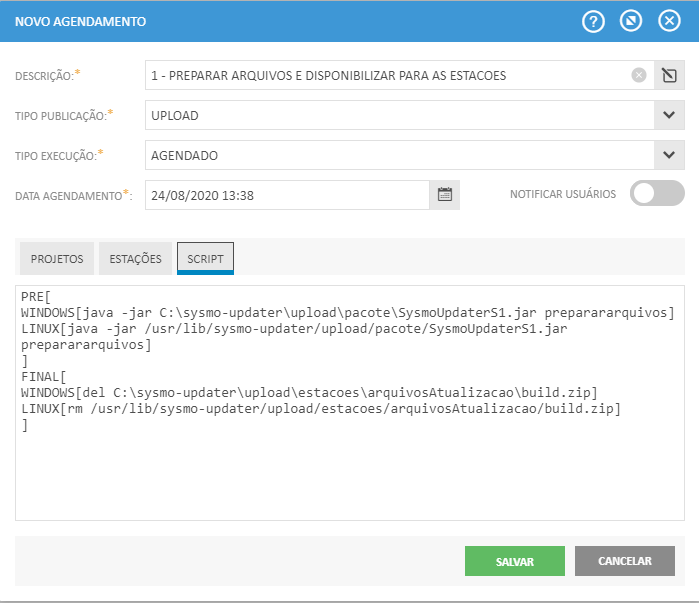 NOVO AGENDAMENTO
DESCRIÇÃO:*
1 - PREPARAR ARQUIVOS E DISPONIBILIZAR PARA AS ESTACOES
TIPO PUBLICAÇÃO:*
UPLOAD
TIPO EXECUÇÃO:*
AGENDADO
DATA AGENDAMENTO*:
24/08/2020 13:38
NOTIFICAR USUÁRIOS
PROJETOS ESTAÇÕES SCRIPT
PRE[
WINDOWS[java -jar C:\sysmo-updater\upload\pacote\SysmoUpdaterS1.jar preparararquivos]
LINUX[java -jar /usr/lib/sysmo-updater/upload/pacote/SysmoUpdaterS1.jar
prepararararquivos]
]
FINAL[
WINDOWS[del C:\sysmo-updater\upload\estacoes\arquivosAtualizacao\build.zip]
LINUX[rm /usr/lib/sysmo-updater/upload/estacoes/arquivosAtualizacao/build.zip]
]
SALVAR CANCELAR